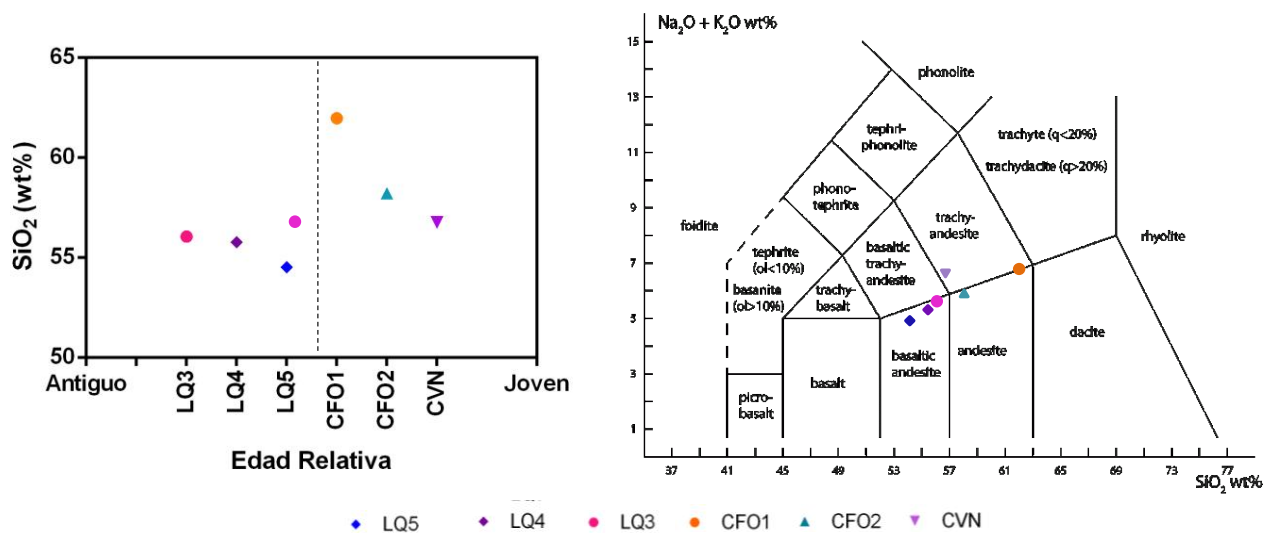 65
60
55
50
SiO₂ (wt%)
Antiguo
LQ3
LQ4
LQ5
CFO1
CFO2
CVN
Joven
Edad Relativa
Na₂O + K₂O wt%
15
13
11
9
7
5
3
1
phonolite
tephri-
phonolite
trachyte (q<20%)
trachydacite (q>20%)
phono-
tephrite
foidite
trachy-
andesite
rhyolite
tephrite
(ol<10%)
basaltic
trachy-
andesite
basanite
(ol>10%)
trachy-
basalt
dacite
andesite
basaltic
andesite
basalt
picro-
basalt
37 41 45 49 53 57 61 65 69 73 77
SiO₂ wt%
LQ5 LQ4 LQ3 CFO1 CFO2 CVN